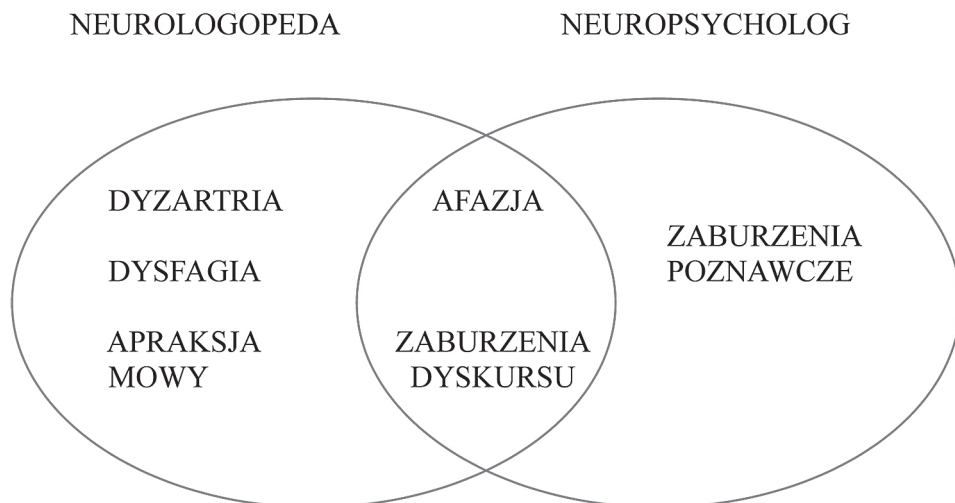 NEUROLOGOPEDA
NEUROPSYCHOLOG
DYZARTRIA
DYSFAGIA
APRAKSJA
MOWY
AFAZJA
ZABURZENIA
DYSKURSU
ZABURZENIA
POZNAWCZE